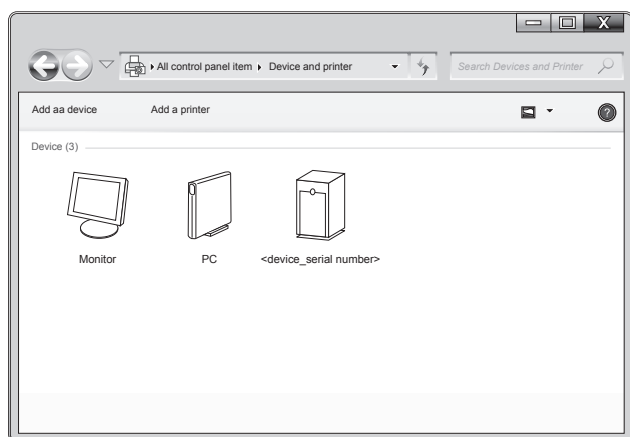 X
All control panel item Device and printer Search Devices and Printer
Add aa device Add a printer ?
Device (3)
Monitor PC <device_serial number>